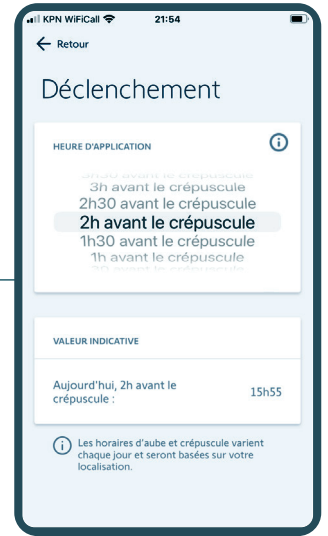 KPN WiFiCall 21:54
Retour
Déclenchement
HEURE D'APPLICATION
3h avant le crépuscule
2h30 avant le crépuscule
2h avant le crépuscule
1h30 avant le crépuscule
1h avant le crépuscule
VALEUR INDICATIVE
Aujourd'hui, 2h avant le
crépuscule :
15h55
Les horaires d'aube et crépuscule varient
chaque jour et seront basées sur votre
localisation.